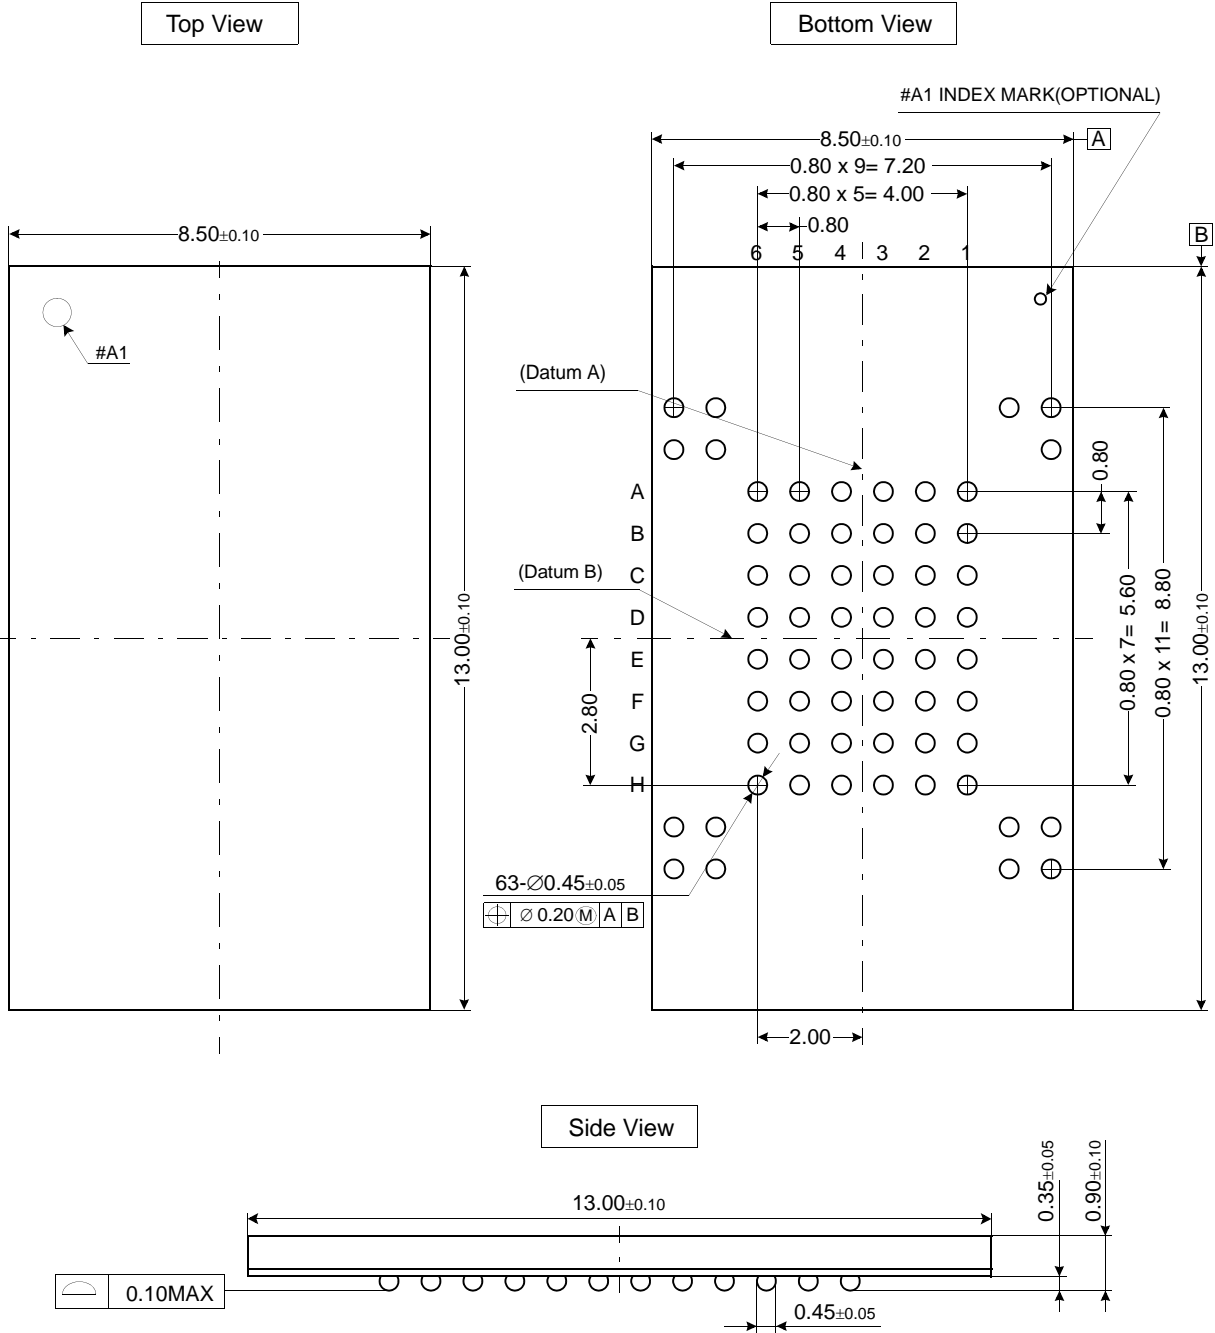 Top View
Bottom View
#A1 INDEX MARK(OPTIONAL)
8.50±0.10
A
0.80 x 9= 7.20
0.80 x 5= 4.00
0.80
B
8.50±0.10
6 5 4 3 2 1
#A1
(Datum A)
0.80
A
B
C
D
E
F
G
H
(Datum B)
13.00±0.10
2.80
0.80 x 7= 5.60
0.80 x 11= 8.80
13.00±0.10
63-∅0.45±0.05
⌖ ∅ 0.20 Ⓜ A B
2.00
Side View
13.00±0.10
0.35±0.05
0.90±0.10
0.10MAX
0.45±0.05